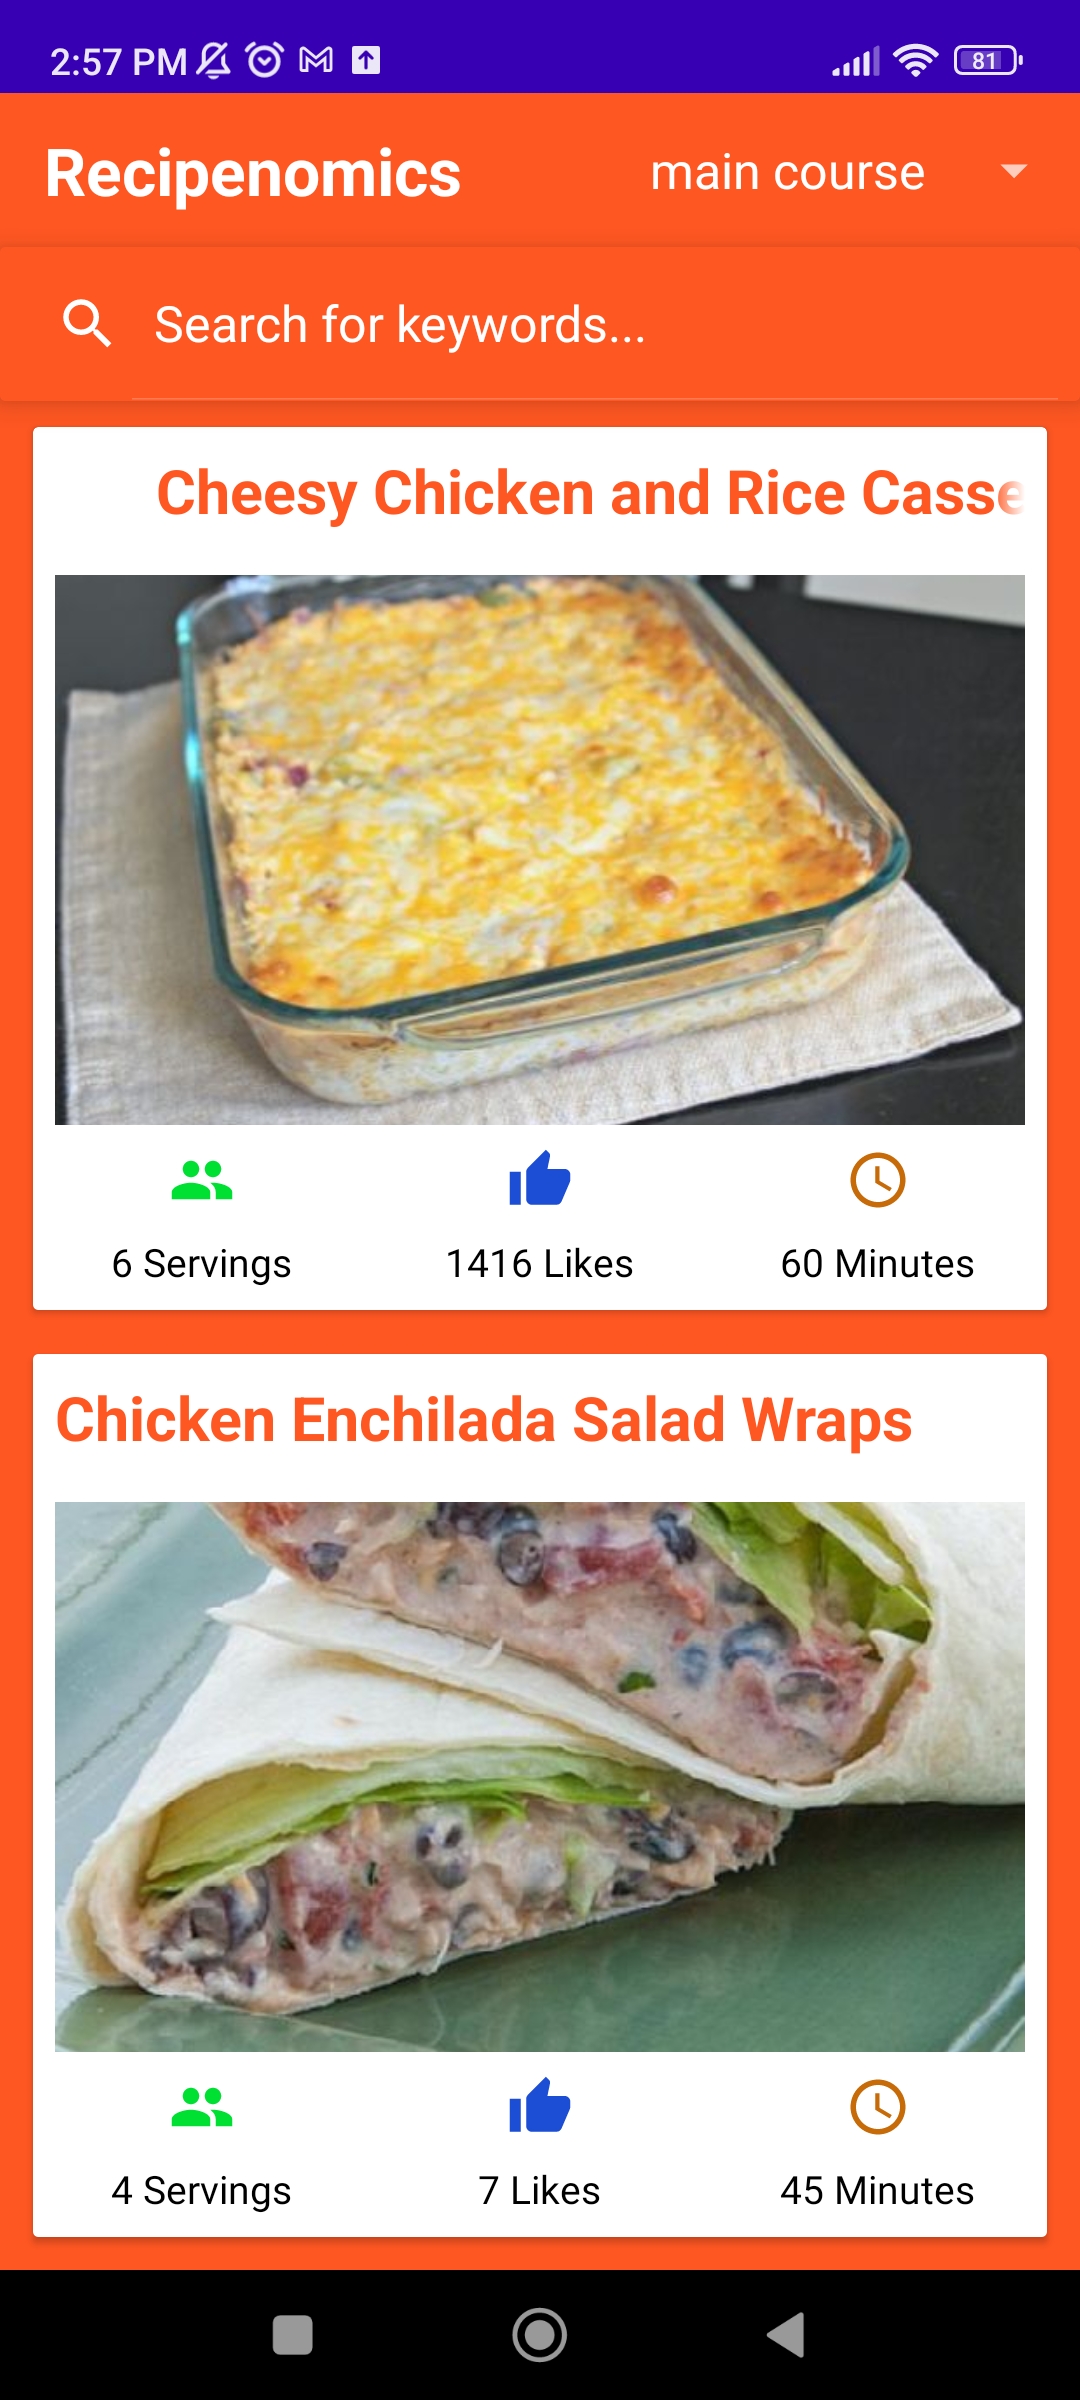 2:57 PM 81
Recipenomics main course
Search for keywords...
Cheesy Chicken and Rice Casse
6 Servings 1416 Likes 60 Minutes
Chicken Enchilada Salad Wraps
4 Servings 7 Likes 45 Minutes